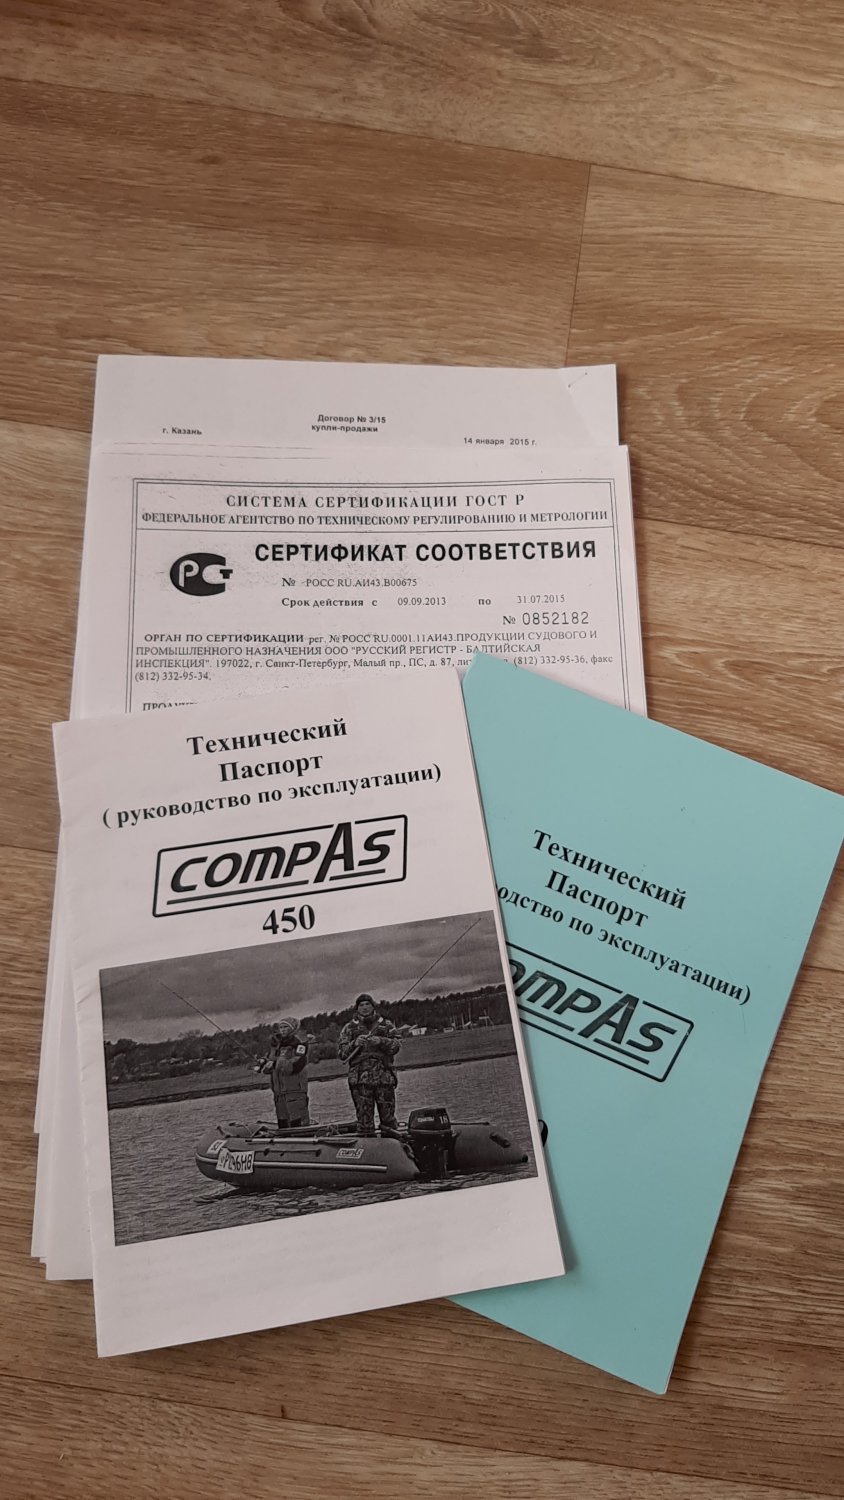 Договор № 3/15
купли-продажи
г. Казань
14 января 2015 г.
СИСТЕМА СЕРТИФИКАЦИИ ГОСТ Р
ФЕДЕРАЛЬНОЕ АГЕНТСТВО ПО ТЕХНИЧЕСКОМУ РЕГУЛИРОВАНИЮ И МЕТРОЛОГИИ
СЕРТИФИКАТ СООТВЕТСТВИЯ
№ РОСС RU.АИ43.В00675
Срок действия с 09.09.2013 по 31.07.2015
№ 0852182
ОРГАН ПО СЕРТИФИКАЦИИ рег. № РОСС RU.0001.11АИ43.ПРОДУКЦИИ СУДОВОГО И
ПРОМЫШЛЕННОГО НАЗНАЧЕНИЯ ООО "РУССКИЙ РЕГИСТР - БАЛТИЙСКАЯ
ИНСПЕКЦИЯ". 197022, г. Санкт-Петербург, Малый пр., ПС, д. 87, (812) 332-95-36, факс
(812) 332-95-34,
Технический
Паспорт
( руководство по эксплуатации)
COMPAS
450
COMPAS
Технический
Паспорт
одство по эксплуатации)
OMPAS